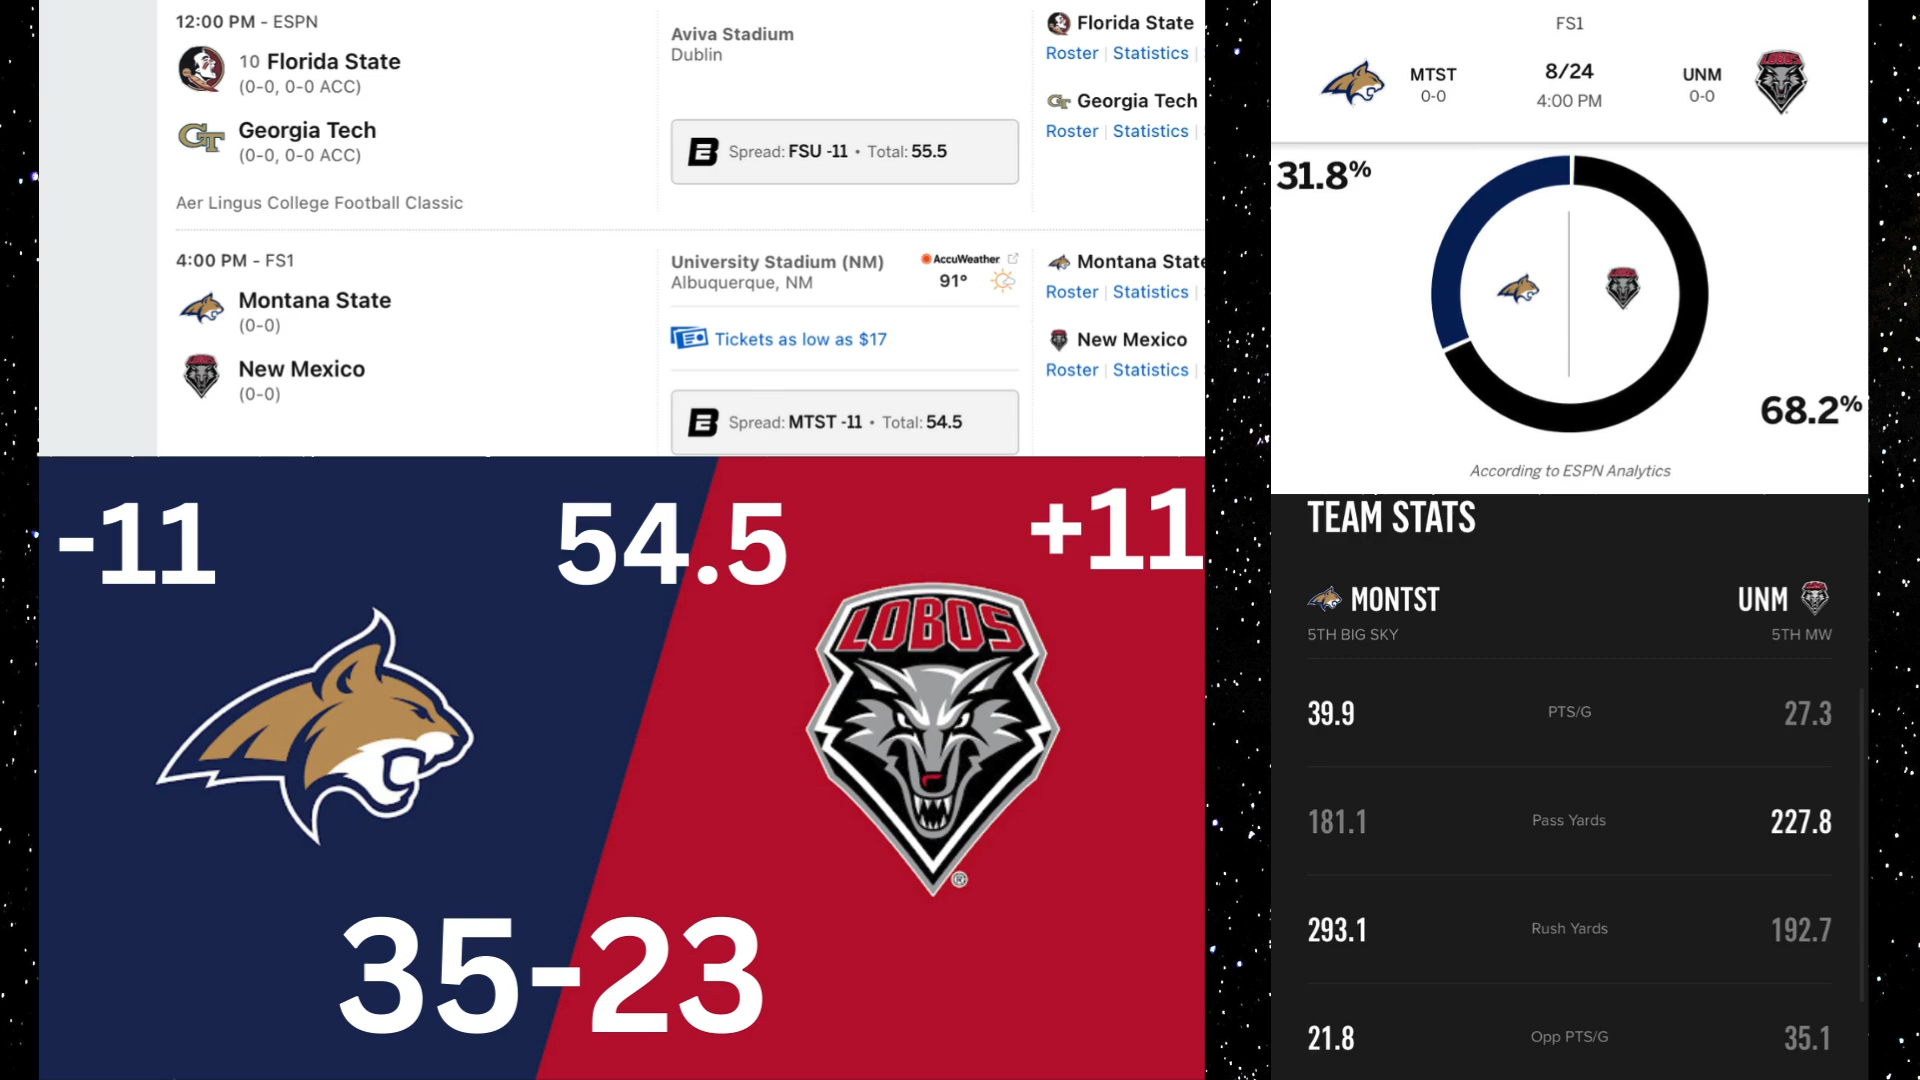 12:00 PM - ESPN
10 Florida State
(0-0, 0-0 ACC)
GT
Georgia Tech
(0-0, 0-0 ACC)
Aer Lingus College Football Classic
Aviva Stadium
Dublin
Spread: FSU -11 • Total: 55.5
Florida State
Roster | Statistics |
GT Georgia Tech
Roster | Statistics |
4:00 PM - FS1
Montana State
(0-0)
New Mexico
(0-0)
University Stadium (NM)
Albuquerque, NM
AccuWeather
91°
Tickets as low as $17
Spread: MTST -11 • Total: 54.5
Montana State
Roster | Statistics |
New Mexico
Roster | Statistics |
FS1
MTST
0-0
8/24
4:00 PM
UNM
0-0
LOBOS
31.8%
68.2%
According to ESPN Analytics
-11
54.5
+11
LOBOS
®
35-23
TEAM STATS
MONTST
UNM
5TH BIG SKY
5TH MW
39.9 PTS/G 27.3
181.1 Pass Yards 227.8
293.1 Rush Yards 192.7
21.8 Opp PTS/G 35.1